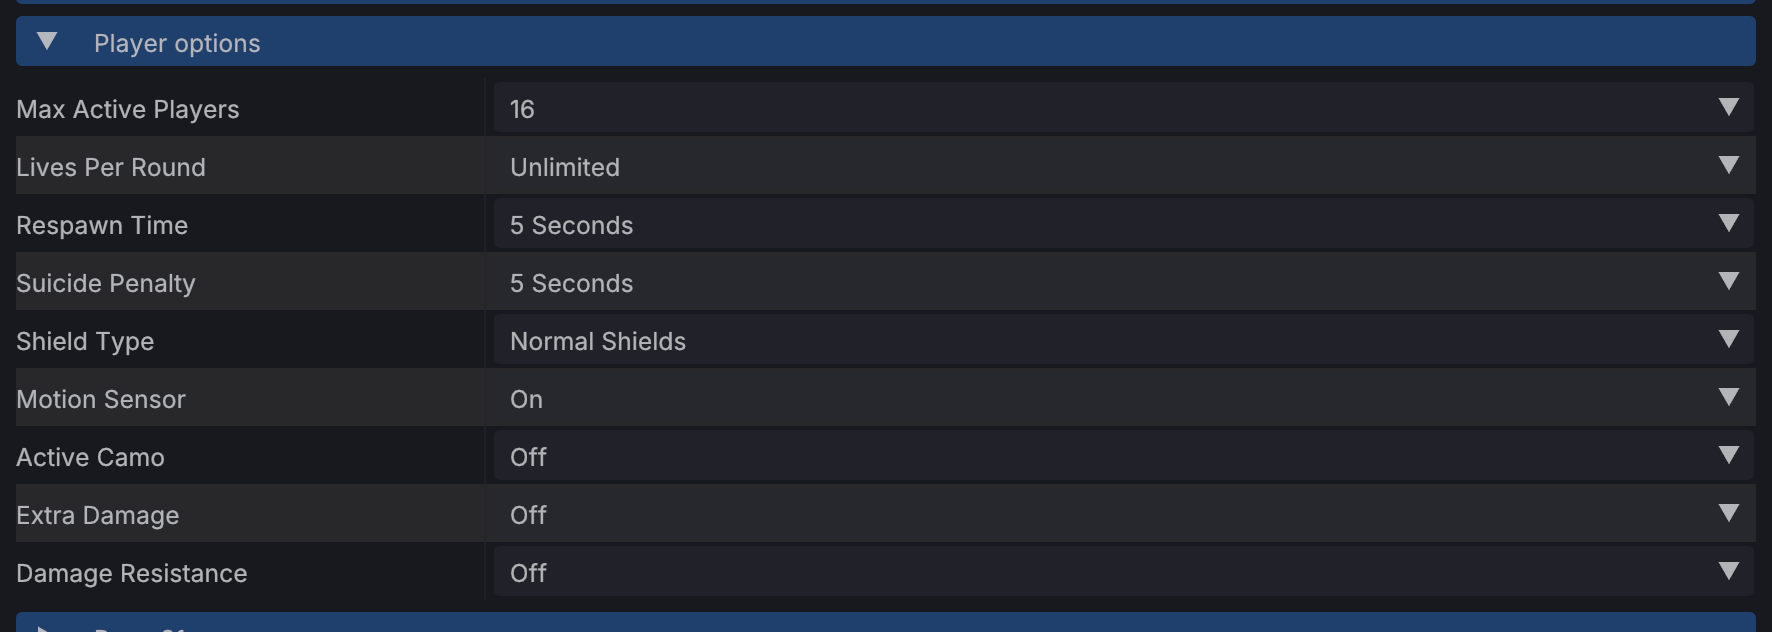 Player options
Max Active Players 16
Lives Per Round Unlimited
Respawn Time 5 Seconds
Suicide Penalty 5 Seconds
Shield Type Normal Shields
Motion Sensor On
Active Camo Off
Extra Damage Off
Damage Resistance Off